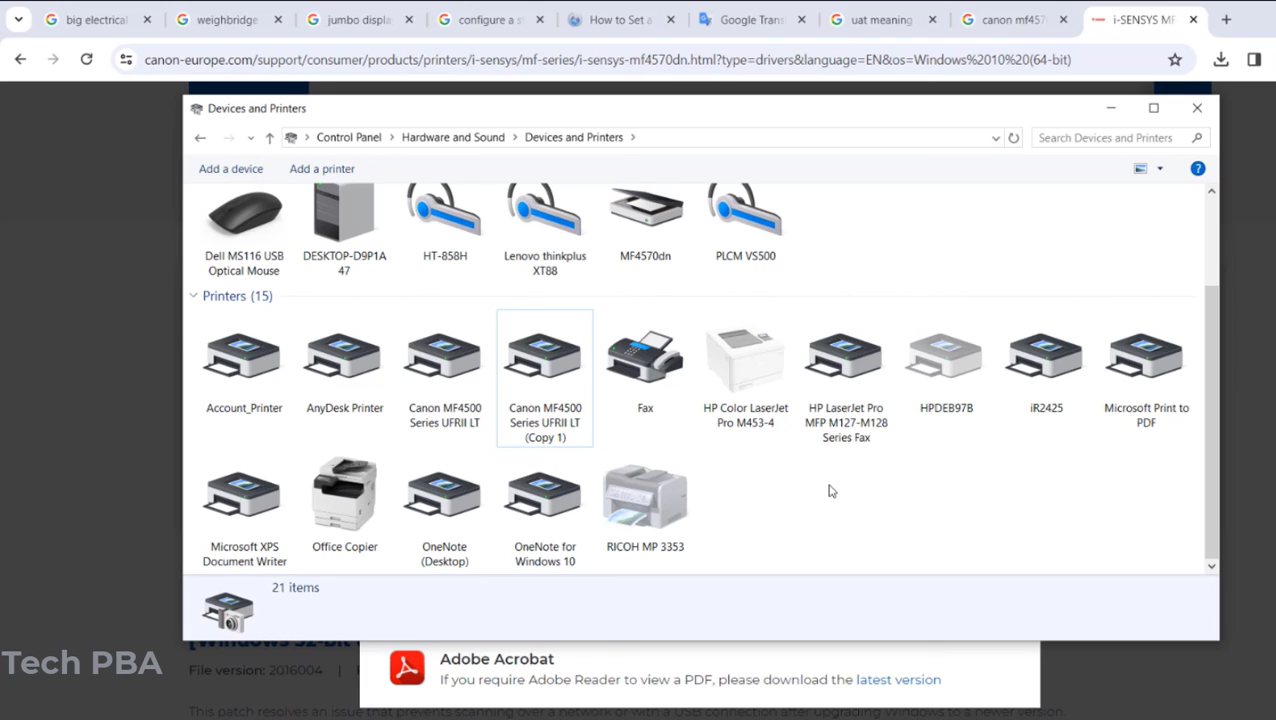 big electrical
weighbridge
jumbo displa
configure a s
How to Set a
Google Trans
uat meaning
canon mf457
i-SENSYS MF
canon-europe.com/support/consumer/products/printers/i-sensys/mf-series/i-sensys-mf4570dn.html?type=drivers&language=EN&os=Windows%2010%20(64-bit)
Devices and Printers
Control Panel > Hardware and Sound > Devices and Printers >
Search Devices and Printers
Add a device
Add a printer
Dell MS116 USB
Optical Mouse
DESKTOP-D9P1A
47
HT-858H
Lenovo thinkplus
XT88
MF4570dn
PLCM VS500
Printers (15)
Account_Printer
AnyDesk Printer
Canon MF4500
Series UFRII LT
Canon MF4500
Series UFRII LT
(Copy 1)
Fax
HP Color LaserJet
Pro M453-4
HP LaserJet Pro
MFP M127-M128
Series Fax
HPDEB97B
iR2425
Microsoft Print to
PDF
Microsoft XPS
Document Writer
Office Copier
OneNote
(Desktop)
OneNote for
Windows 10
RICOH MP 3353
21 items
[Windows 32-bit
File version: 2016004 |
Tech PBA
Adobe Acrobat
If you require Adobe Reader to view a PDF, please download the latest version
This patch resolves an issue that prevents scanning over a network or with a USB connection after upgrading Windows to a newer version.